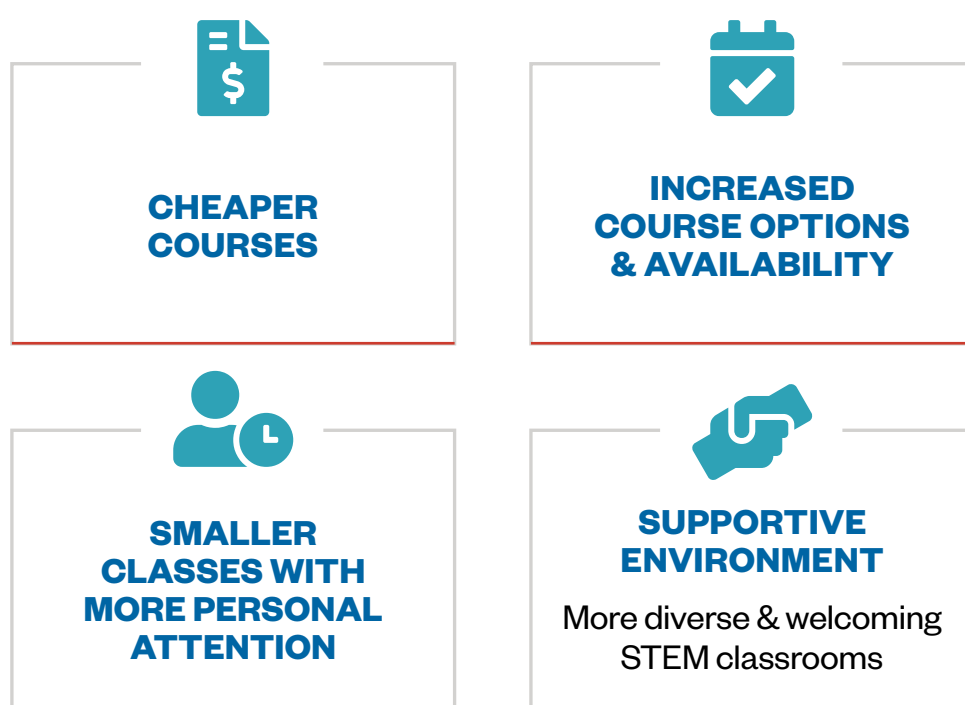 $
CHEAPER
COURSES
INCREASED
COURSE OPTIONS
& AVAILABILITY
SMALLER
CLASSES WITH
MORE PERSONAL
ATTENTION
SUPPORTIVE
ENVIRONMENT
More diverse & welcoming
STEM classrooms